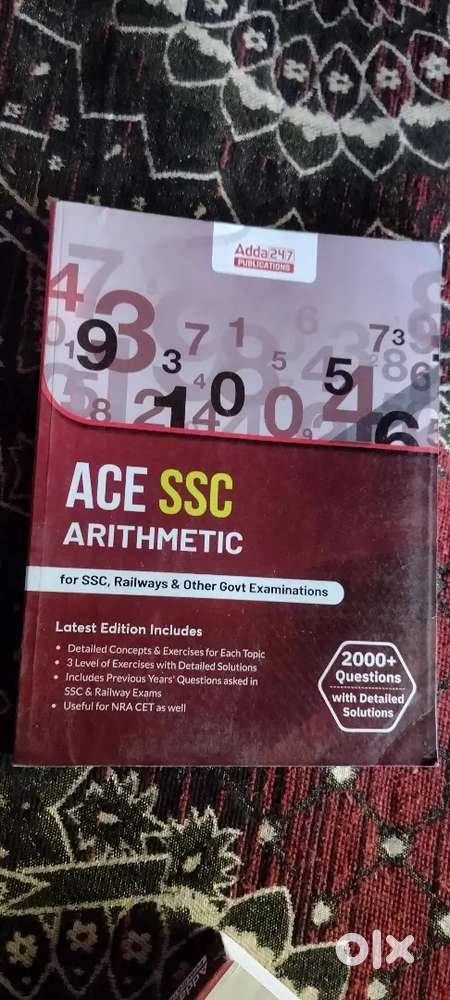 Adda247
PUBLICATIONS
ACE SSC
ARITHMETIC
for SSC, Railways & Other Govt Examinations
Latest Edition Includes
• Detailed Concepts & Exercises for Each Topic
• 3 Level of Exercises with Detailed Solutions
• Includes Previous Years' Questions asked in
SSC & Railway Exams
• Useful for NRA CET as well
2000+
Questions
with Detailed
Solutions
olx